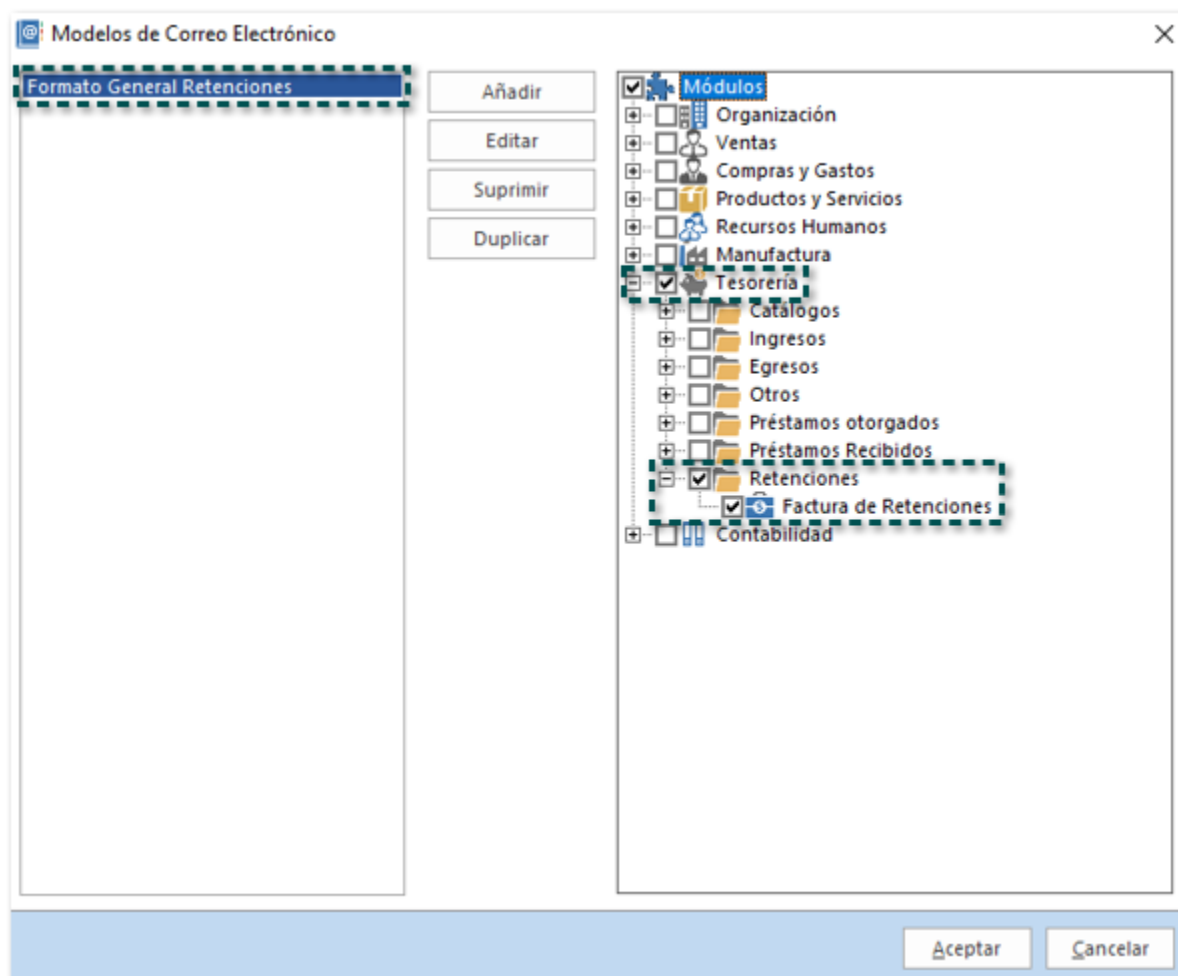 Modelos de Correo Electrónico
Formato General Retenciones
Añadir
Editar
Suprimir
Duplicar
Módulos
Organización
Ventas
Compras y Gastos
Productos y Servicios
Recursos Humanos
Manufactura
Tesorería
Catálogos
Ingresos
Egresos
Otros
Préstamos otorgados
Préstamos Recibidos
Retenciones
Factura de Retenciones
Contabilidad
Aceptar
Cancelar